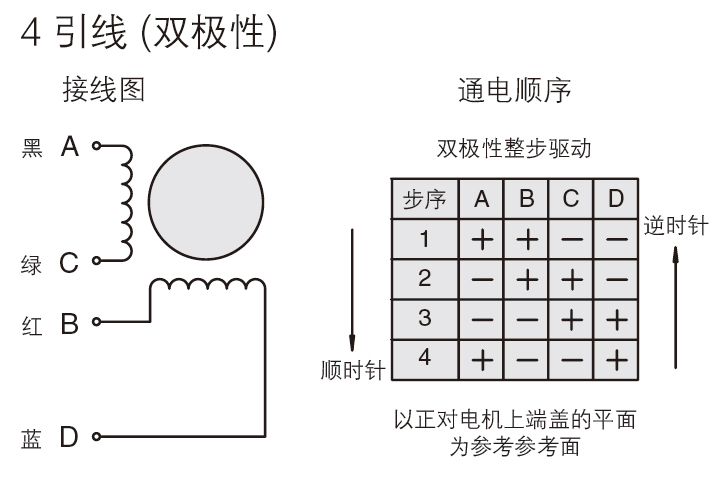 4 引线 (双极性)
接线图
通电顺序
黑 A
绿 C
红 B
蓝 D
双极性整步驱动
步序 A B C D
1 + + − −
2 − + + −
3 − − + +
4 + − − +
顺时针
逆时针
以正对电机上端盖的平面
为参考参考面